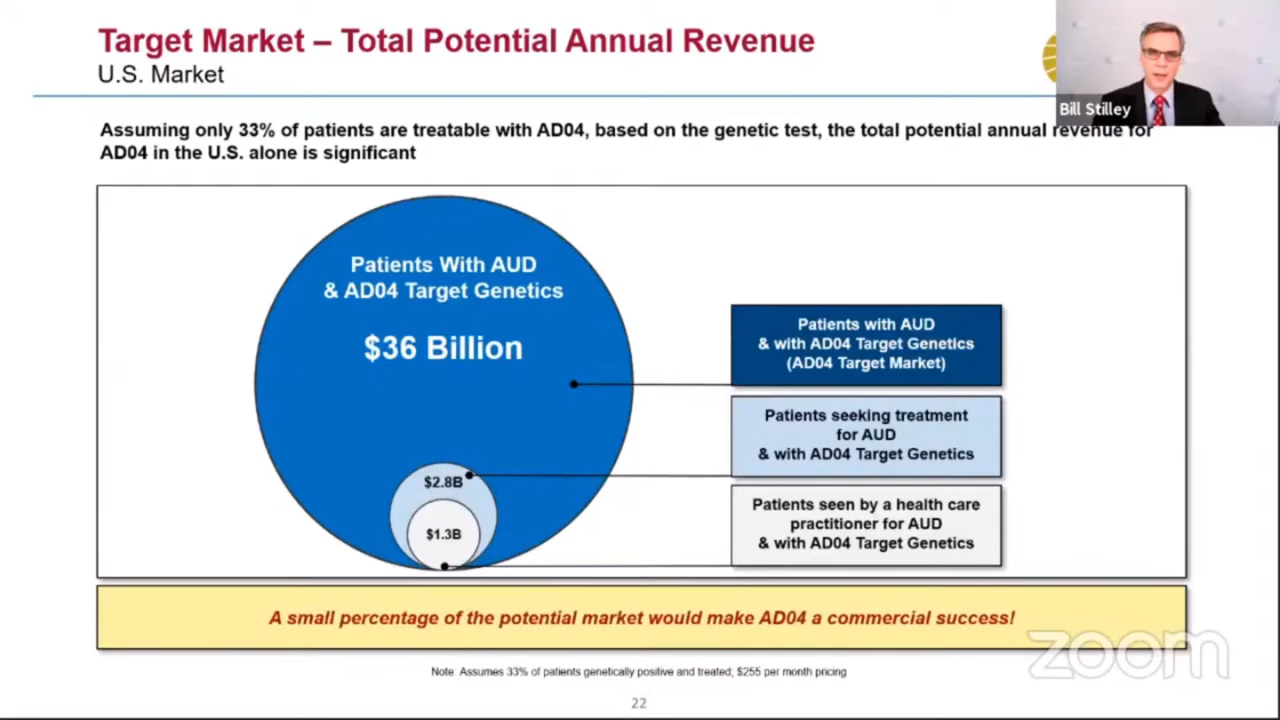 Target Market – Total Potential Annual Revenue
U.S. Market
Bill Stilley
Assuming only 33% of patients are treatable with AD04, based on the genetic test, the total potential annual revenue for
AD04 in the U.S. alone is significant
Patients With AUD
& AD04 Target Genetics
$36 Billion
$2.8B
$1.3B
Patients with AUD
& with AD04 Target Genetics
(AD04 Target Market)
Patients seeking treatment
for AUD
& with AD04 Target Genetics
Patients seen by a health care
practitioner for AUD
& with AD04 Target Genetics
A small percentage of the potential market would make AD04 a commercial success!
zoom
Note: Assumes 33% of patients genetically positive and treated; $255 per month pricing
22